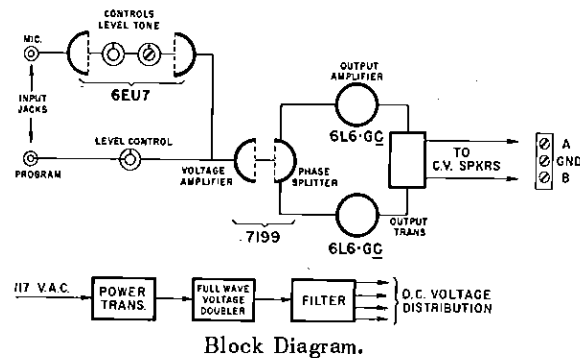 CONTROLS
LEVEL TONE
MIC.
6EU7
INPUT
JACKS
LEVEL CONTROL
PROGRAM
VOLTAGE
AMPLIFIER
PHASE
SPLITTER
7199
OUTPUT
AMPLIFIER
6L6-GC
6L6-GC
OUTPUT
TRANS
TO
C.V. SPKRS
A
GND
B
117 V.A.C.
POWER
TRANS.
FULL WAVE
VOLTAGE
DOUBLER
FILTER
D.C. VOLTAGE
DISTRIBUTION
Block Diagram.